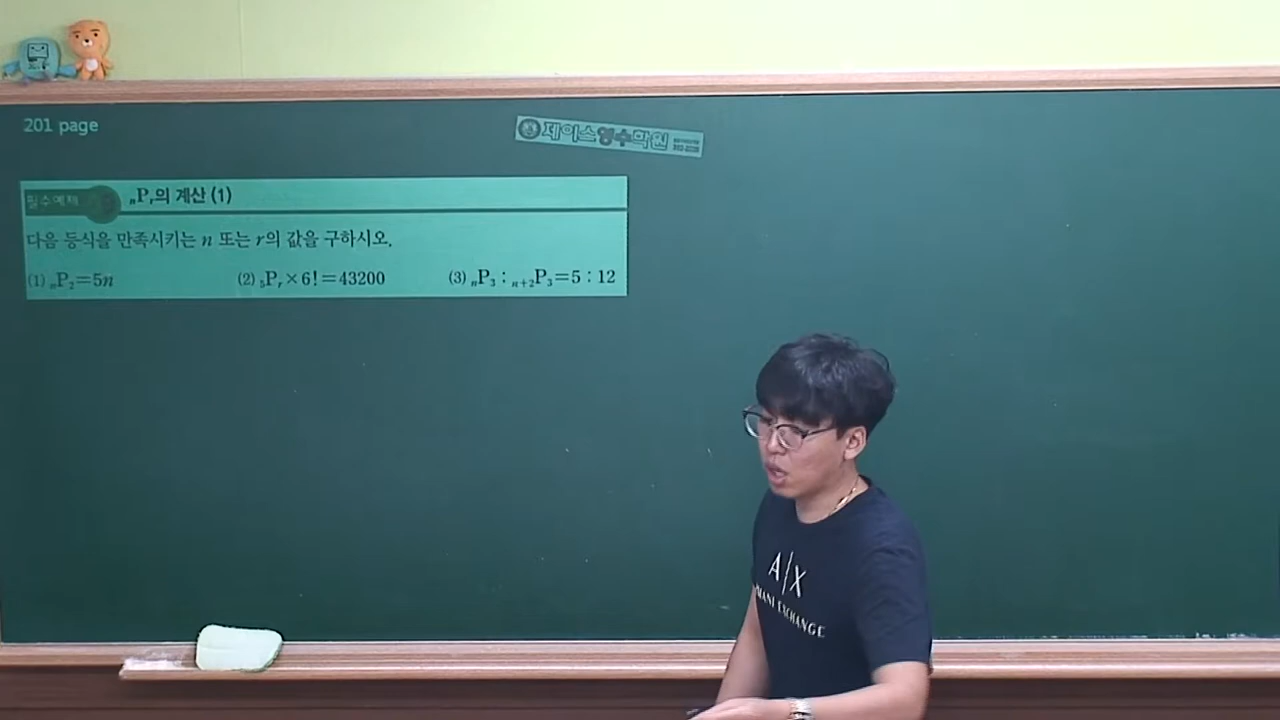 201 page
제이스영수학원
필수예제
ₙPᵣ의 계산 (1)
다음 등식을 만족시키는 n 또는 r의 값을 구하시오.
(1) ₙP₂=5n (2) ₅Pᵣ×6!=43200 (3) ₙP₃ : ₙ₊₂P₃=5 : 12
A|X
ARMANI EXCHANGE